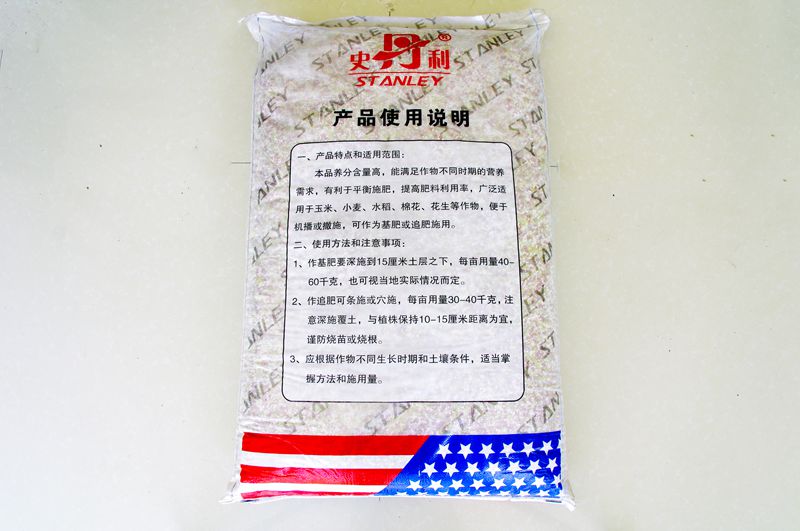 史丹利®
STANLEY
产品使用说明
一、产品特点和适用范围:
本品养分含量高，能满足作物不同时期的营养
需求，有利于平衡施肥，提高肥料利用率，广泛适
用于玉米、小麦、水稻、棉花、花生等作物，便于
机播或撒施，可作为基肥或追肥施用。
二、使用方法和注意事项:
1、作基肥要深施到15厘米土层之下，每亩用量40-
60千克，也可视当地实际情况而定。
2、作追肥可条施或穴施，每亩用量30-40千克，注
意深施覆土，与植株保持10-15厘米距离为宜，
谨防烧苗或烧根。
3、应根据作物不同生长时期和土壤条件，适当掌
握方法和施用量。